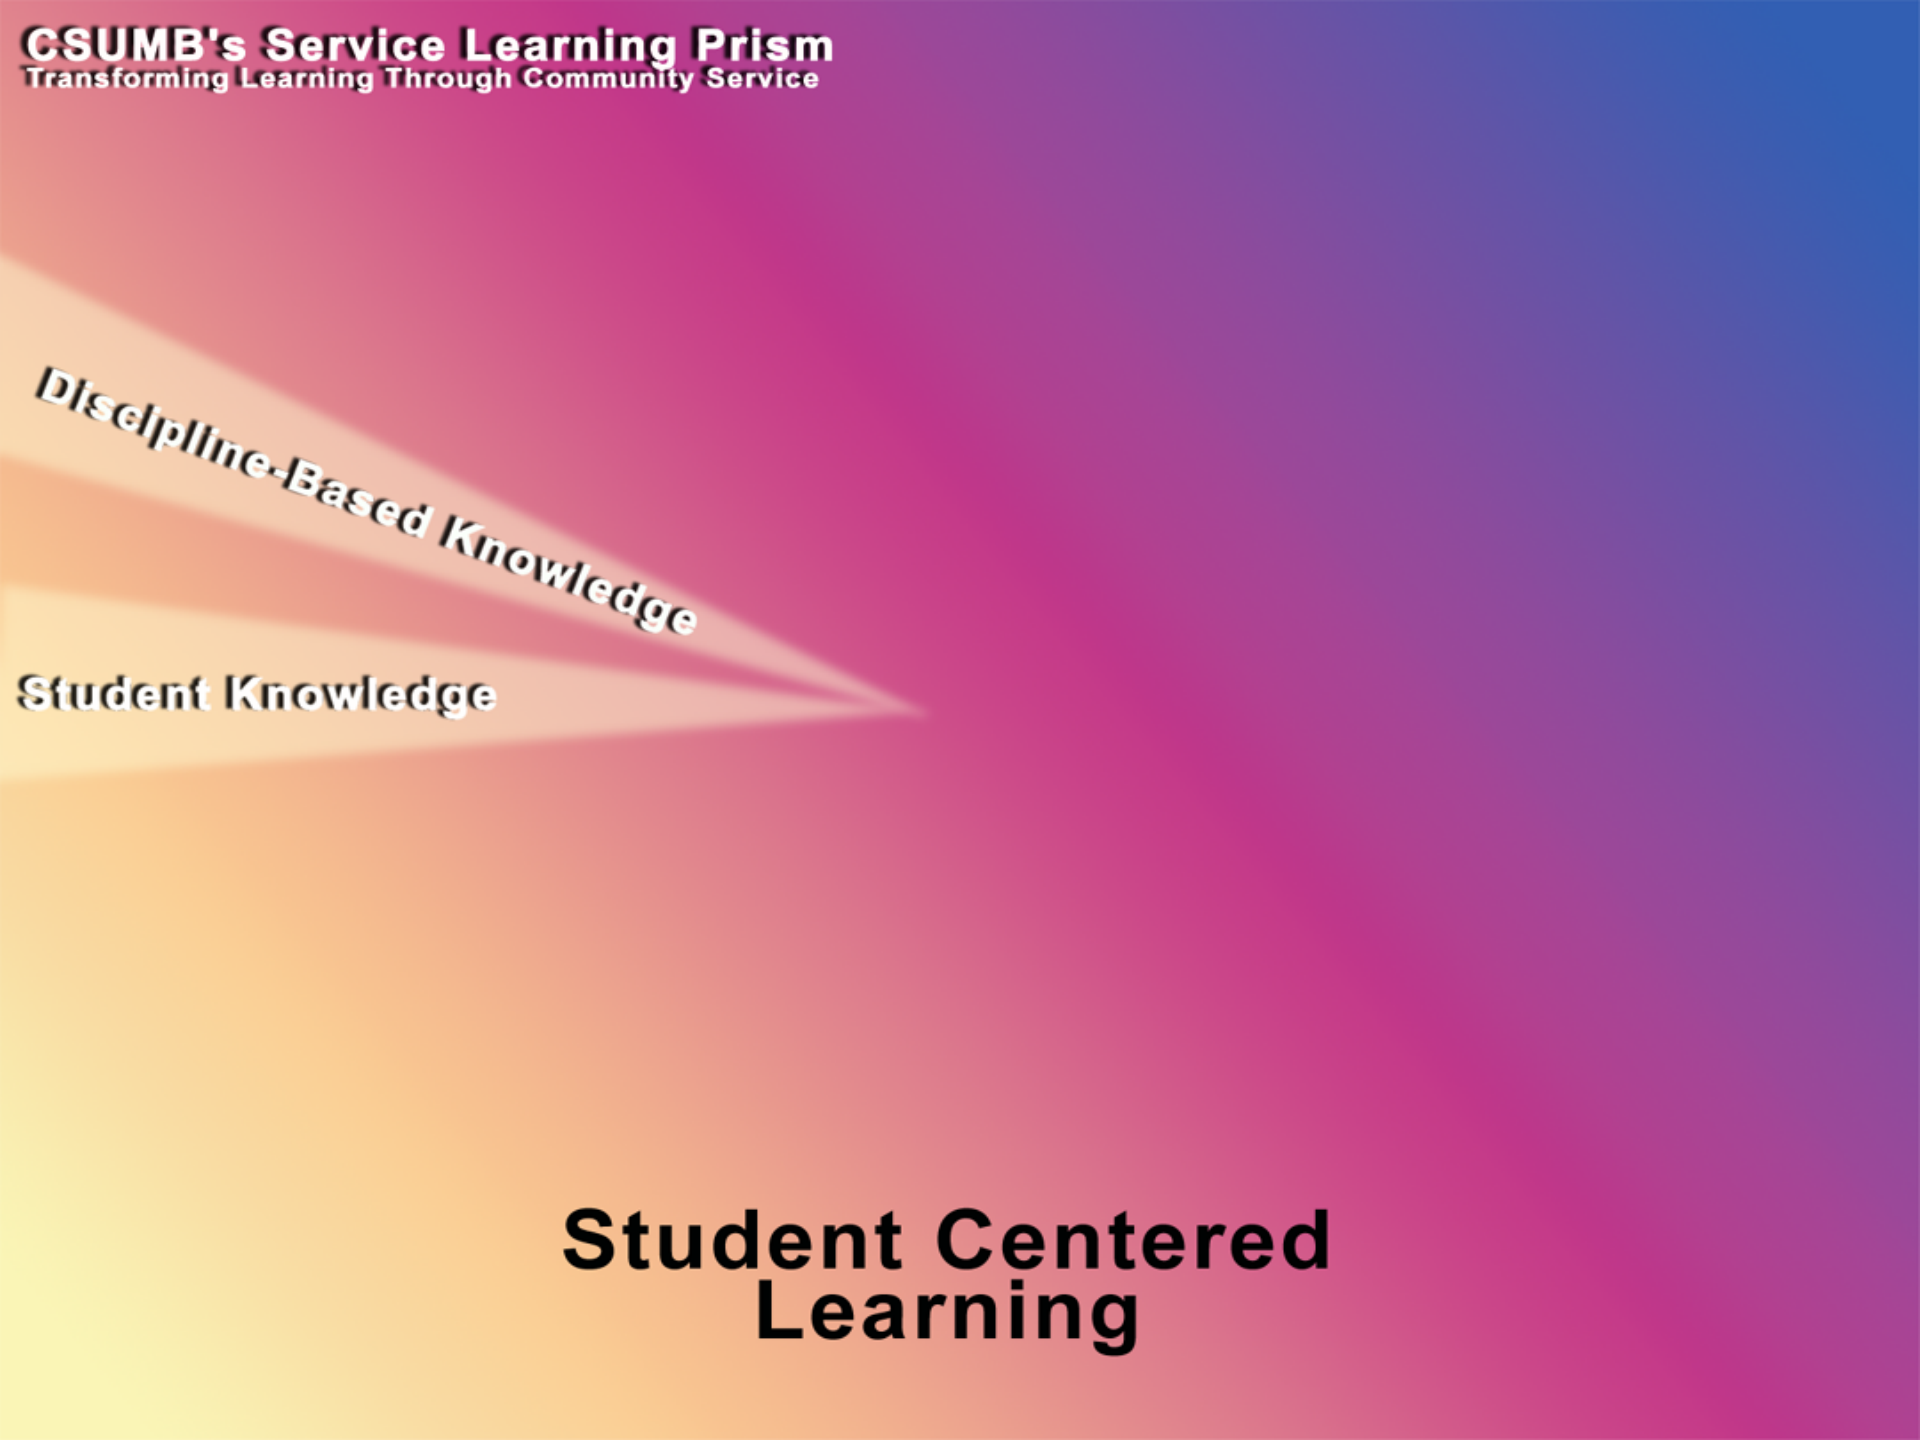 CSUMB's Service Learning Prism
Transforming Learning Through Community Service
Discipline-Based Knowledge
Student Knowledge
Student Centered
Learning